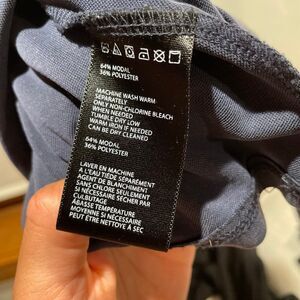 64% MODAL
36% POLYESTER
MACHINE WASH WARM
SEPARATELY
ONLY NON-CHLORINE BLEACH
WHEN NEEDED
TUMBLE DRY LOW
WARM IRON IF NEEDED
CAN BE DRY CLEANED
64% MODAL
36% POLYESTER
LAVER EN MACHINE
A L'EAU TIÈDE SÉPARÉMENT
AGENT DE BLANCHIMENT
SANS CHLORE SEULEMENT
SI NÉCESSAIRE SÉCHER PAR
CULBUTAGE
ABASSE TEMPÉRATURE
MOYENNE SI NÉCESSAIRE
PEUT ÊTRE NETTOYÉ À SEC